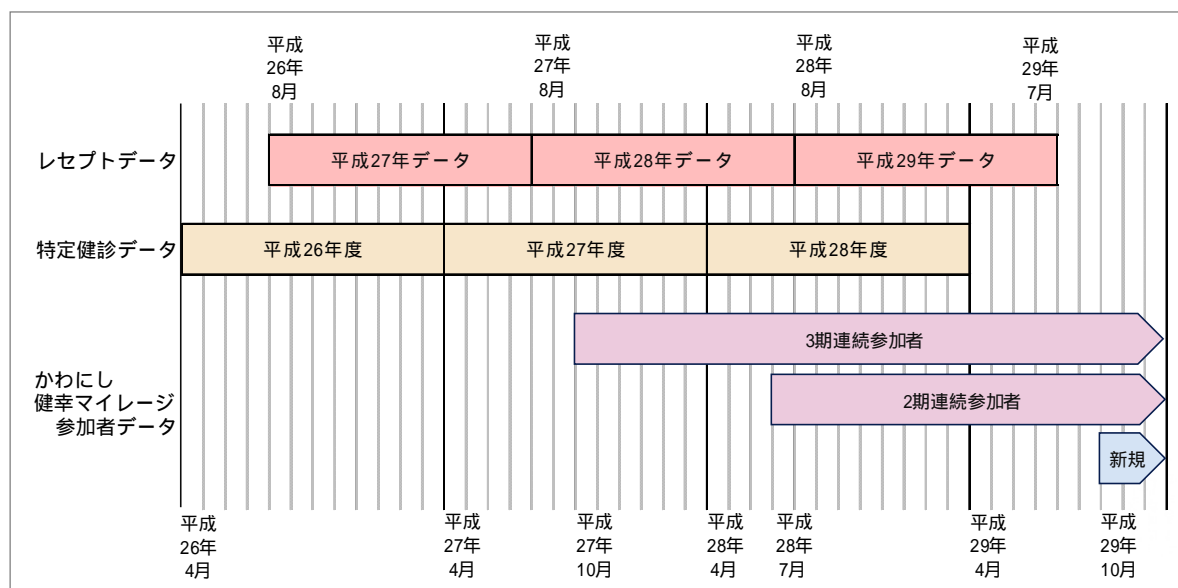 平成
26年
8月
平成
27年
8月
平成
28年
8月
平成
29年
7月
レセプトデータ
平成27年データ
平成28年データ
平成29年データ
特定健診データ
平成26年度
平成27年度
平成28年度
かわにし
健幸マイレージ
参加者データ
3期連続参加者
2期連続参加者
新規
平成
26年
4月
平成
27年
4月
平成
27年
10月
平成
28年
4月
平成
28年
7月
平成
29年
4月
平成
29年
10月